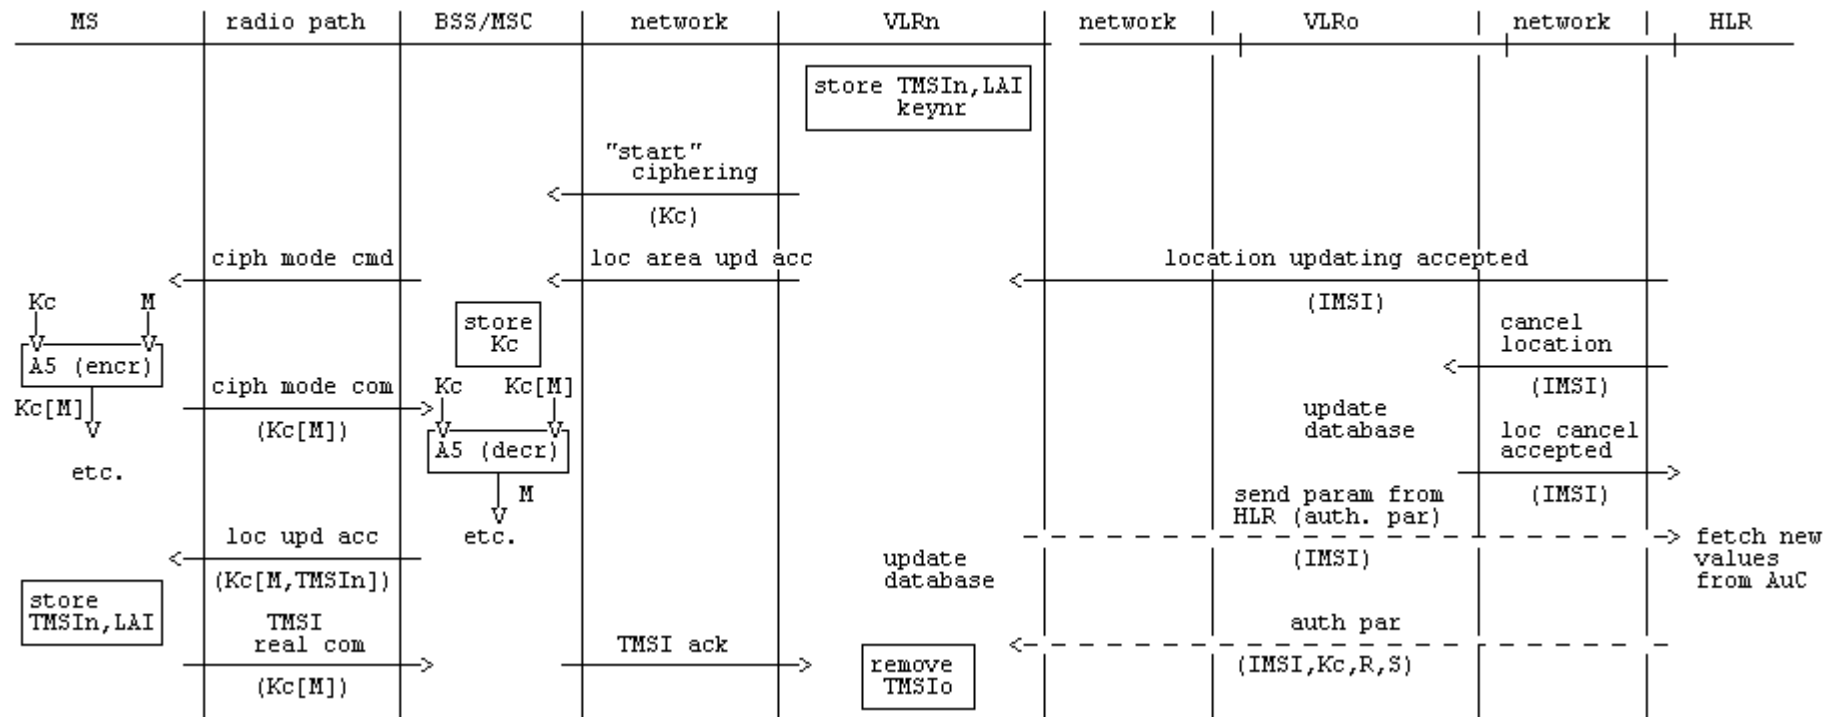 MS radio path BSS/MSC network VLRn network VLRo network HLR
store TMSIn,LAI
keynr
"start"
ciphering
(Kc)
ciph mode cmd loc area upd acc location updating accepted
Kc M (IMSI)
store cancel
Kc location
A5 (encr)
ciph mode com Kc Kc[M] (IMSI)
Kc[M] update
(Kc[M]) database loc cancel
A5 (decr) accepted
etc.
M send param from (IMSI)
HLR (auth. par)
loc upd acc etc. fetch new
update (IMSI) values
(Kc[M,TMSIn]) database from AuC
store
TMSIn,LAI TMSI auth par
real com TMSI ack
remove (IMSI,Kc,R,S)
(Kc[M]) TMSIo